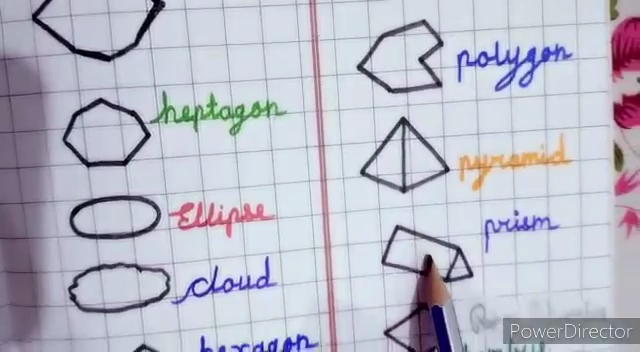 heptagon
Ellipse
cloud
hexagon
polygon
pyramid
prism
PowerDirector